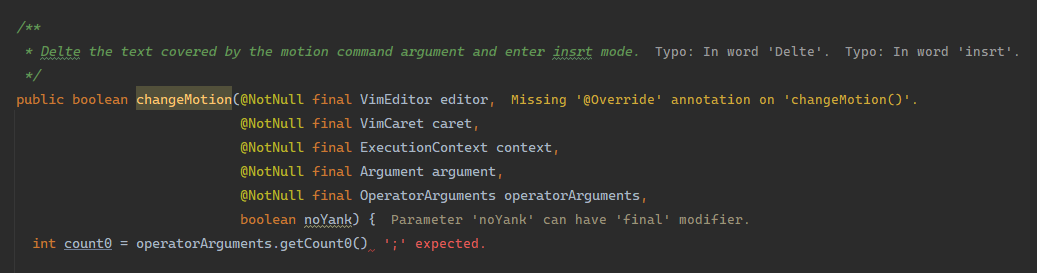 /**
* Delte the text covered by the motion command argument and enter insrt mode. Typo: In word 'Delte'. Typo: In word 'insrt'.
*/
public boolean changeMotion(@NotNull final VimEditor editor, Missing '@Override' annotation on 'changeMotion()'.
@NotNull final VimCaret caret,
@NotNull final ExecutionContext context,
@NotNull final Argument argument,
@NotNull final OperatorArguments operatorArguments,
boolean noYank) { Parameter 'noYank' can have 'final' modifier.
int count0 = operatorArguments.getCount0() ';' expected.